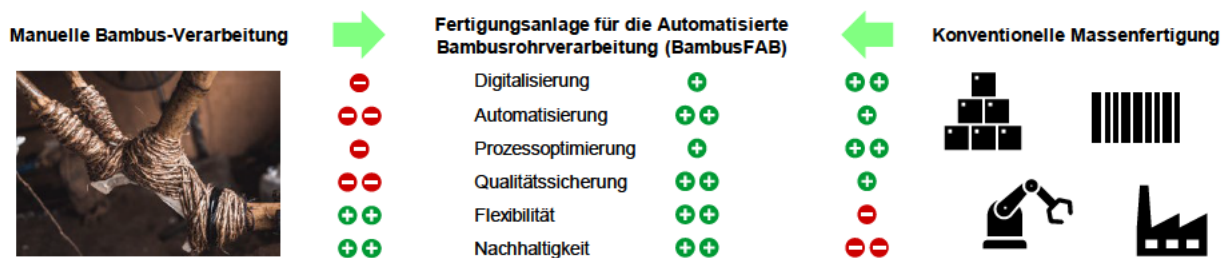 Manuelle Bambus-Verarbeitung
Fertigungsanlage für die Automatisierte
Bambusrohrverarbeitung (BambusFAB)
Konventionelle Massenfertigung
Digitalisierung
Automatisierung
Prozessoptimierung
Qualitätssicherung
Flexibilität
Nachhaltigkeit